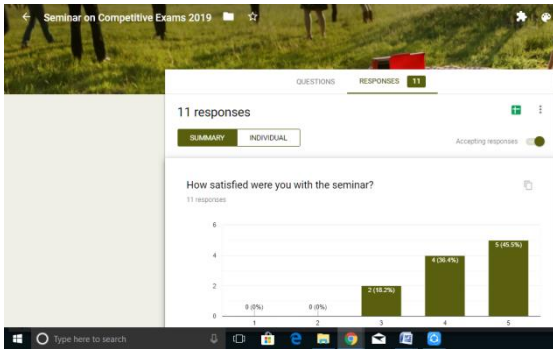 Seminar on Competitive Exams 2019
QUESTIONS RESPONSES 11
11 responses
SUMMARY INDIVIDUAL
Accepting responses
How satisfied were you with the seminar?
11 responses
6
4
2
0
0 (0%) 0 (0%) 2 (18.2%) 4 (36.4%) 5 (45.5%)
1 2 3 4 5
Type here to search